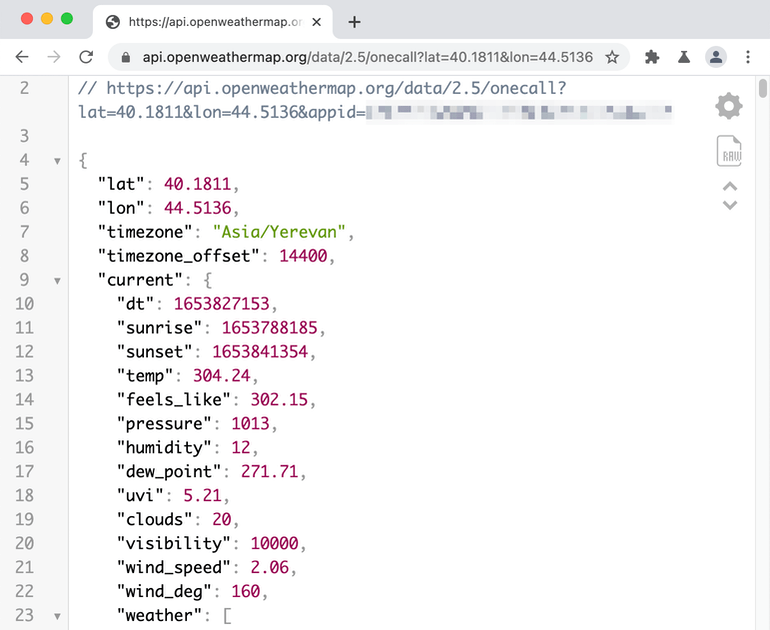 https://api.openweathermap.or
api.openweathermap.org/data/2.5/onecall?lat=40.1811&lon=44.5136
2 // https://api.openweathermap.org/data/2.5/onecall?
lat=40.1811&lon=44.5136&appid=
3
4 {
5 "lat": 40.1811,
6 "lon": 44.5136,
7 "timezone": "Asia/Yerevan",
8 "timezone_offset": 14400,
9 "current": {
10 "dt": 1653827153,
11 "sunrise": 1653788185,
12 "sunset": 1653841354,
13 "temp": 304.24,
14 "feels_like": 302.15,
15 "pressure": 1013,
16 "humidity": 12,
17 "dew_point": 271.71,
18 "uvi": 5.21,
19 "clouds": 20,
20 "visibility": 10000,
21 "wind_speed": 2.06,
22 "wind_deg": 160,
23 "weather": [
RAW